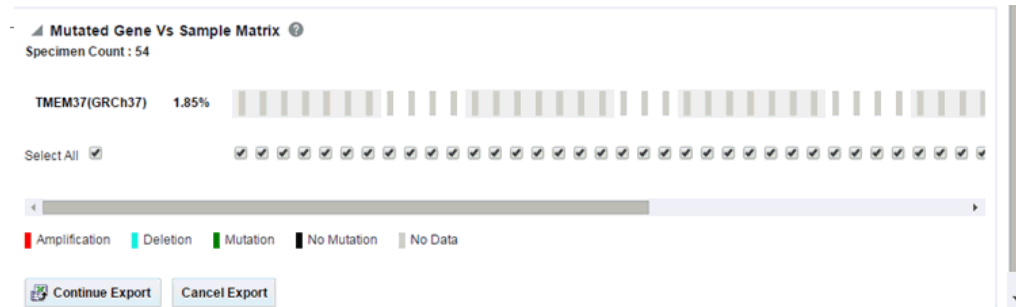 Mutated Gene Vs Sample Matrix ?
Specimen Count : 54
TMEM37(GRCh37) 1.85%
Select All
Amplification Deletion Mutation No Mutation No Data
Continue Export Cancel Export